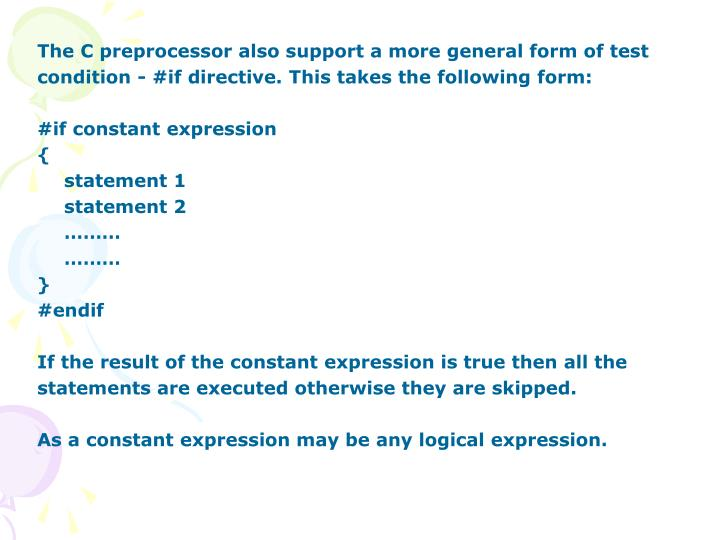 The C preprocessor also support a more general form of test
condition - #if directive. This takes the following form:
#if constant expression
{
statement 1
statement 2
………
………
}
#endif
If the result of the constant expression is true then all the
statements are executed otherwise they are skipped.
As a constant expression may be any logical expression.